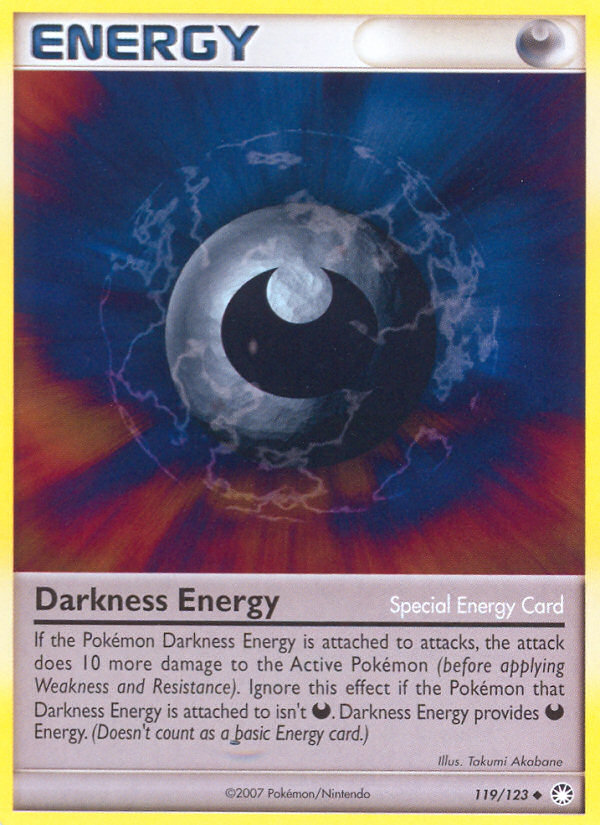 ENERGY
Darkness Energy
Special Energy Card
If the Pokémon Darkness Energy is attached to attacks, the attack
does 10 more damage to the Active Pokémon (before applying
Weakness and Resistance). Ignore this effect if the Pokémon that
Darkness Energy is attached to isn't . Darkness Energy provides
Energy. (Doesn't count as a basic Energy card.)
Illus. Takumi Akabane
©2007 Pokémon/Nintendo
119/123